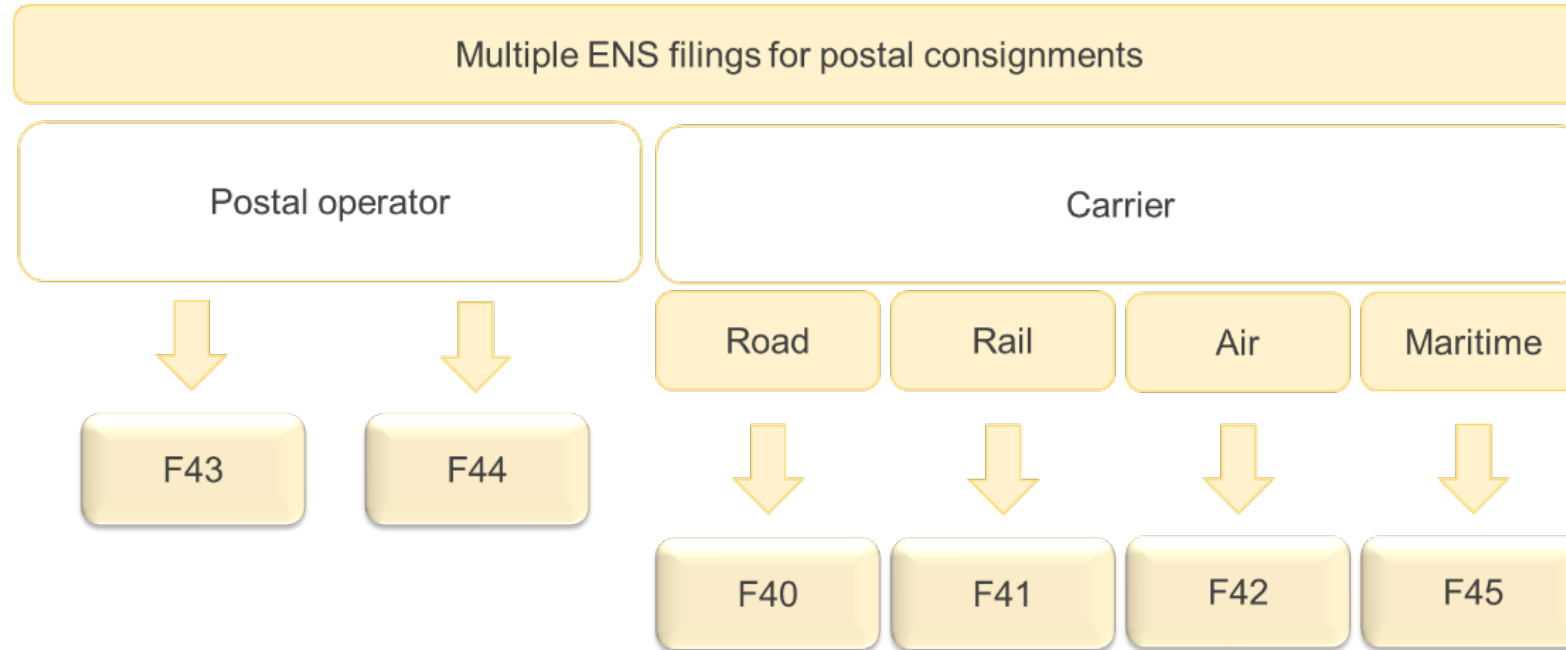 Multiple ENS filings for postal consignments
Postal operator
Carrier
Road
Rail
Air
Maritime
F43
F44
F40
F41
F42
F45